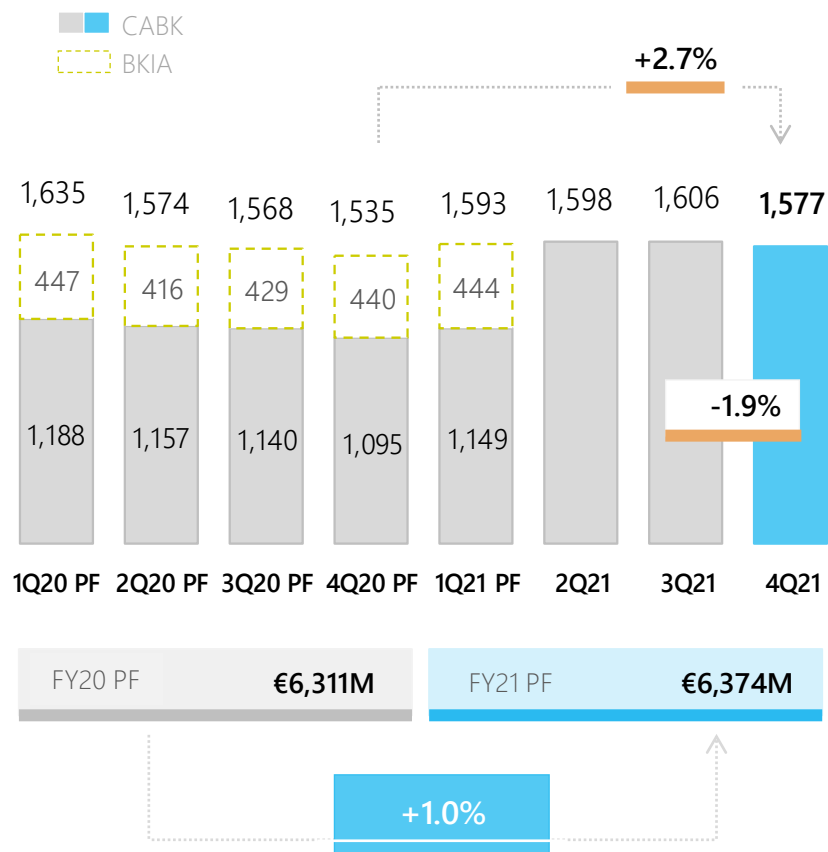 CABK
BKIA
+2.7%
1,635 1,574 1,568 1,535 1,593 1,598 1,606 1,577
447 416 429 440 444
-1.9%
1,188 1,157 1,140 1,095 1,149
1Q20 PF 2Q20 PF 3Q20 PF 4Q20 PF 1Q21 PF 2Q21 3Q21 4Q21
FY20 PF €6,311M FY21 PF €6,374M
+1.0%